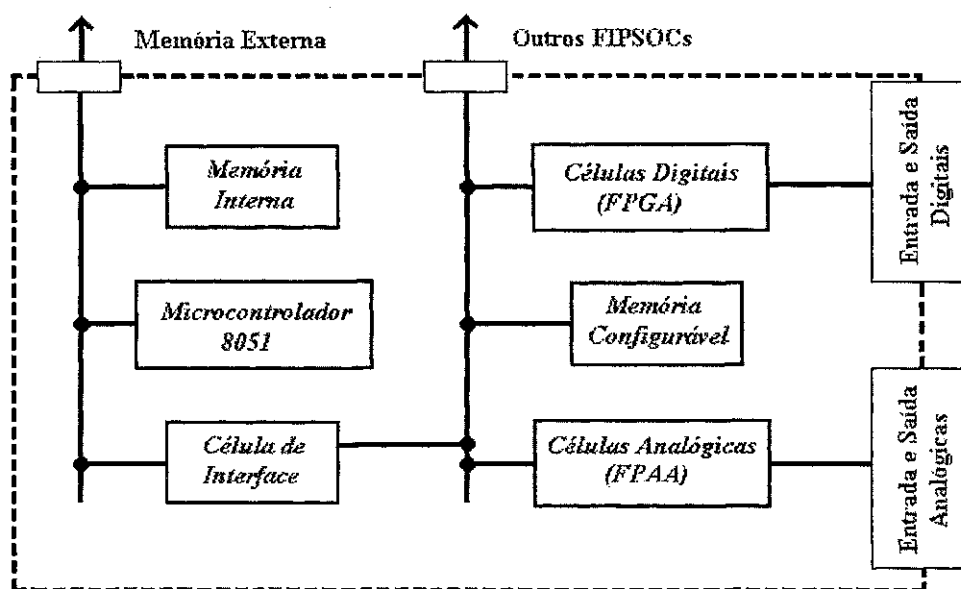 Memória Externa
Outros FIPSOCs
Memória
Interna
Células Digitais
(FPGA)
Entrada e Saída
Digitais
Microcontrolador
8051
Memória
Configurável
Célula de
Interface
Células Analógicas
(FPAA)
Entrada e Saída
Analógicas